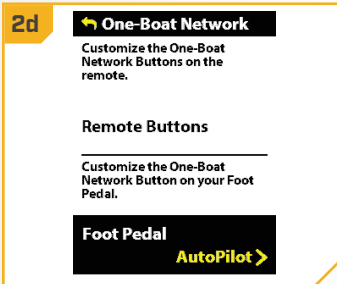 2d
One-Boat Network
Customize the One-Boat
Network Buttons on the
remote.
Remote Buttons
Customize the One-Boat
Network Button on your Foot
Pedal.
Foot Pedal
AutoPilot >